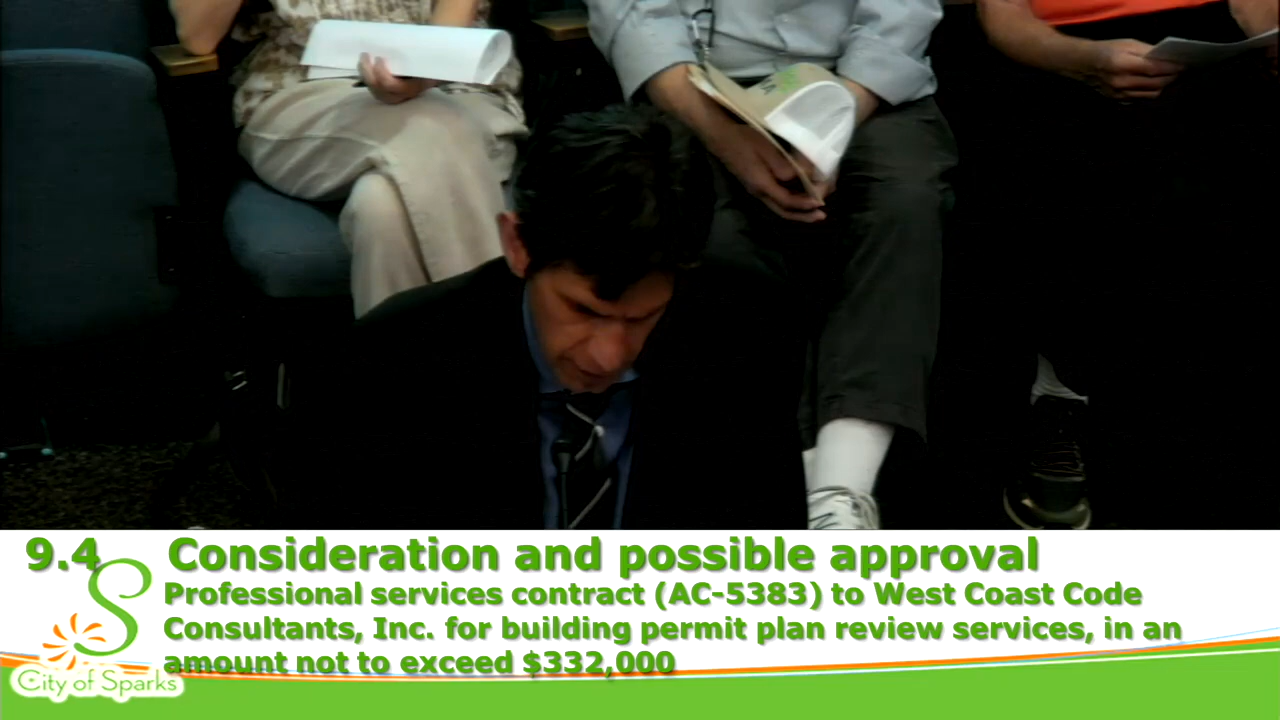 9.4 Consideration and possible approval
Professional services contract (AC-5383) to West Coast Code
Consultants, Inc. for building permit plan review services, in an
amount not to exceed $332,000
City of Sparks